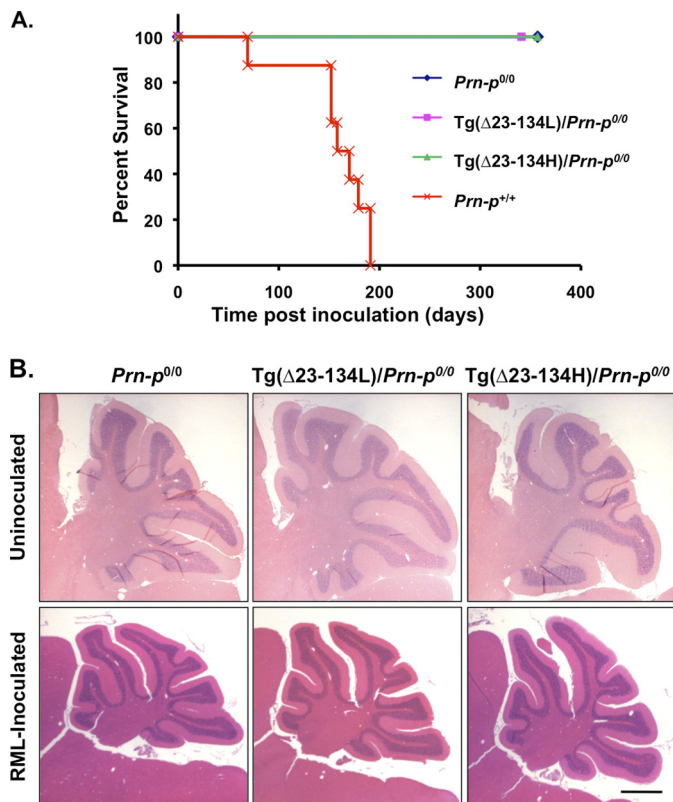 A.
Percent Survival
100
80
60
40
20
0
0
100
200
300
400
Time post inoculation (days)
Prn-p0/0
Tg(Δ23-134L)/Prn-p0/0
Tg(Δ23-134H)/Prn-p0/0
Prn-p+/+
B.
Prn-p0/0
Tg(Δ23-134L)/Prn-p0/0
Tg(Δ23-134H)/Prn-p0/0
Uninoculated
RML-Inoculated